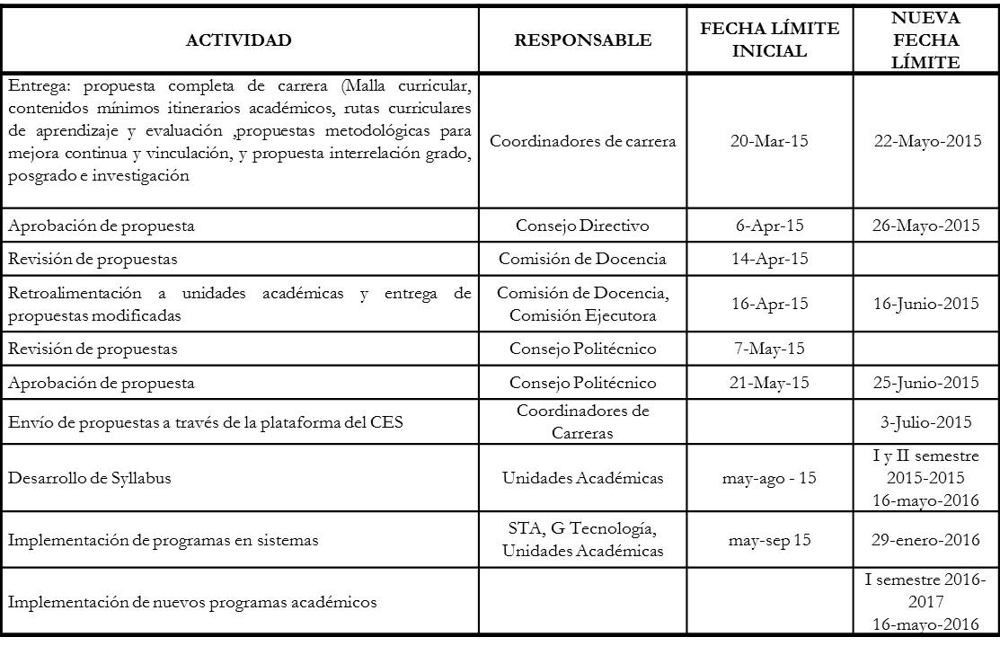 ACTIVIDAD
RESPONSABLE
FECHA LÍMITE
INICIAL
NUEVA
FECHA
LÍMITE
Entrega: propuesta completa de carrera (Malla curricular,
contenidos mínimos itinerarios académicos, rutas curriculares
de aprendizaje y evaluación ,propuestas metodológicas para
mejora continua y vinculación, y propuesta interrelación grado,
posgrado e investigación
Coordinadores de carrera
20-Mar-15
22-Mayo-2015
Aprobación de propuesta
Consejo Directivo
6-Apr-15
26-Mayo-2015
Revisión de propuestas
Comisión de Docencia
14-Apr-15
Retroalimentación a unidades académicas y entrega de
propuestas modificadas
Comisión de Docencia,
Comisión Ejecutora
16-Apr-15
16-Junio-2015
Revisión de propuestas
Consejo Politécnico
7-May-15
Aprobación de propuesta
Consejo Politécnico
21-May-15
25-Junio-2015
Envío de propuestas a través de la plataforma del CES
Coordinadores de
Carreras
3-Julio-2015
Desarrollo de Syllabus
Unidades Académicas
may-ago - 15
I y II semestre
2015-2015
16-mayo-2016
Implementación de programas en sistemas
STA, G Tecnología,
Unidades Académicas
may-sep 15
29-enero-2016
Implementación de nuevos programas académicos
I semestre 2016-
2017
16-mayo-2016